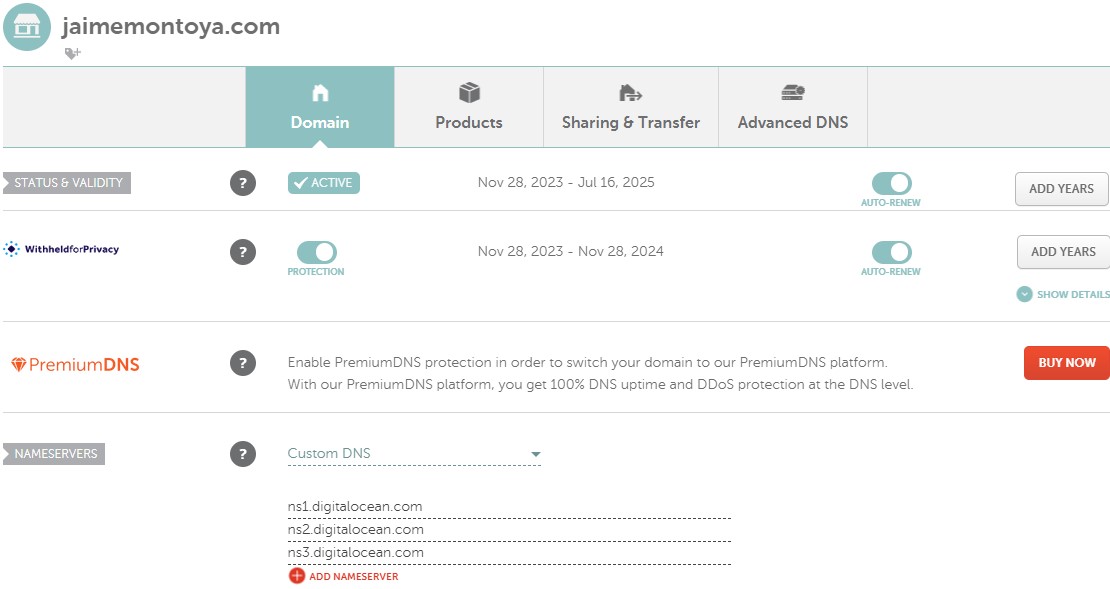 jaimemontoya.com
Domain
Products
Sharing & Transfer
Advanced DNS
STATUS & VALIDITY
?
ACTIVE
Nov 28, 2023 - Jul 16, 2025
AUTO-RENEW
ADD YEARS
WithheldforPrivacy
?
PROTECTION
Nov 28, 2023 - Nov 28, 2024
AUTO-RENEW
ADD YEARS
SHOW DETAILS
PremiumDNS
?
Enable PremiumDNS protection in order to switch your domain to our PremiumDNS platform.
With our PremiumDNS platform, you get 100% DNS uptime and DDoS protection at the DNS level.
BUY NOW
NAMESERVERS
?
Custom DNS
ns1.digitalocean.com
ns2.digitalocean.com
ns3.digitalocean.com
ADD NAMESERVER